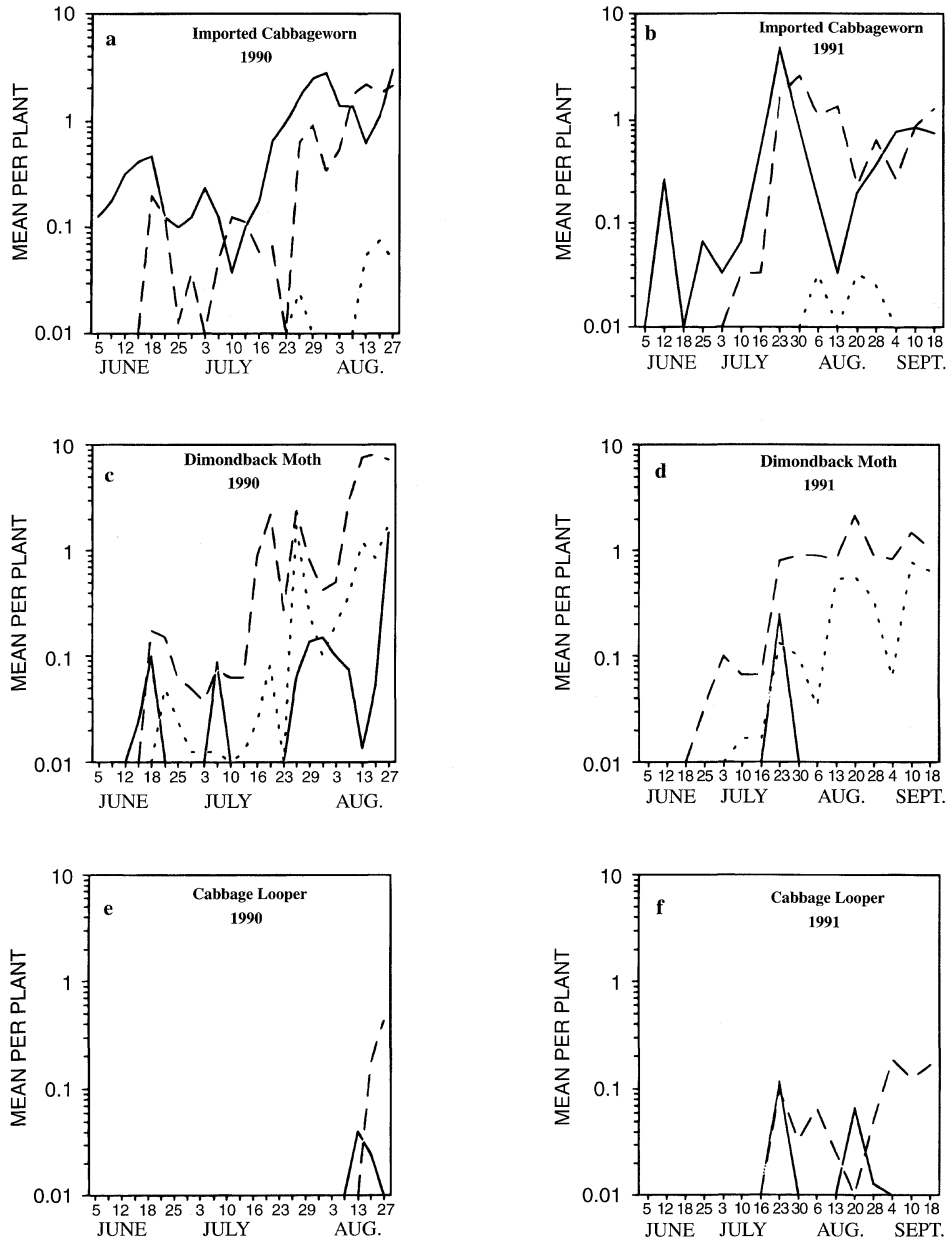 a
Imported Cabbageworn
1990
MEAN PER PLANT
10
1
0.1
0.01
5 12 18 25 3 10 16 23 29 3 13 27
JUNE JULY AUG.
b
Imported Cabbageworn
1991
MEAN PER PLANT
10
1
0.1
0.01
5 12 18 25 3 10 16 23 30 6 13 20 28 4 10 18
JUNE JULY AUG. SEPT.
c
Dimondback Moth
1990
MEAN PER PLANT
10
1
0.1
0.01
5 12 18 25 3 10 16 23 29 3 13 27
JUNE JULY AUG.
d
Dimondback Moth
1991
MEAN PER PLANT
10
1
0.1
0.01
5 12 18 25 3 10 16 23 30 6 13 20 28 4 10 18
JUNE JULY AUG. SEPT.
e
Cabbage Looper
1990
MEAN PER PLANT
10
1
0.1
0.01
5 12 18 25 3 10 16 23 29 3 13 27
JUNE JULY AUG.
f
Cabbage Looper
1991
MEAN PER PLANT
10
1
0.1
0.01
5 12 18 25 3 10 16 23 30 6 13 20 28 4 10 18
JUNE JULY AUG. SEPT.